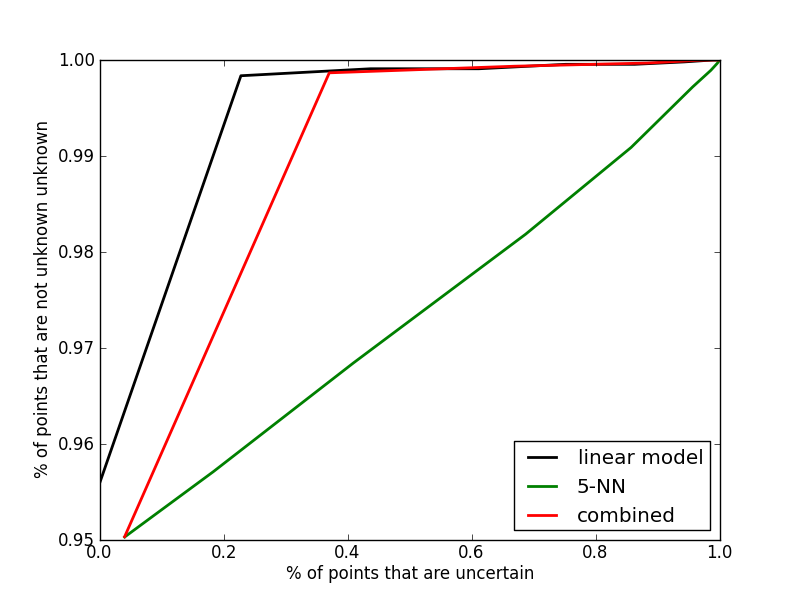 % of points that are not unknown unknown
1.00
0.99
0.98
0.97
0.96
0.95
0.0 0.2 0.4 0.6 0.8 1.0
% of points that are uncertain
linear model
5-NN
combined